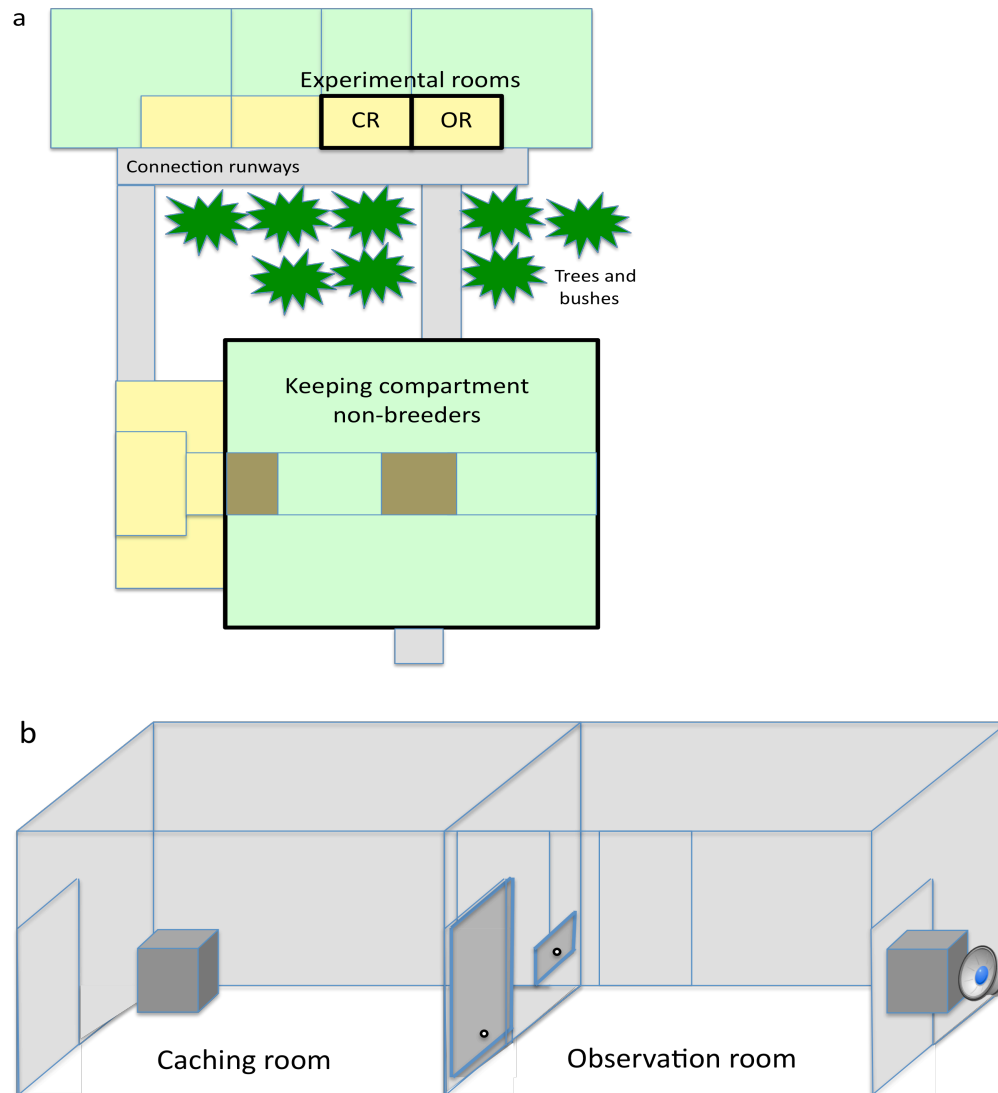 a
Experimental rooms
CR
OR
Connection runways
Trees and
bushes
Keeping compartment
non-breeders
b
Caching room
Observation room